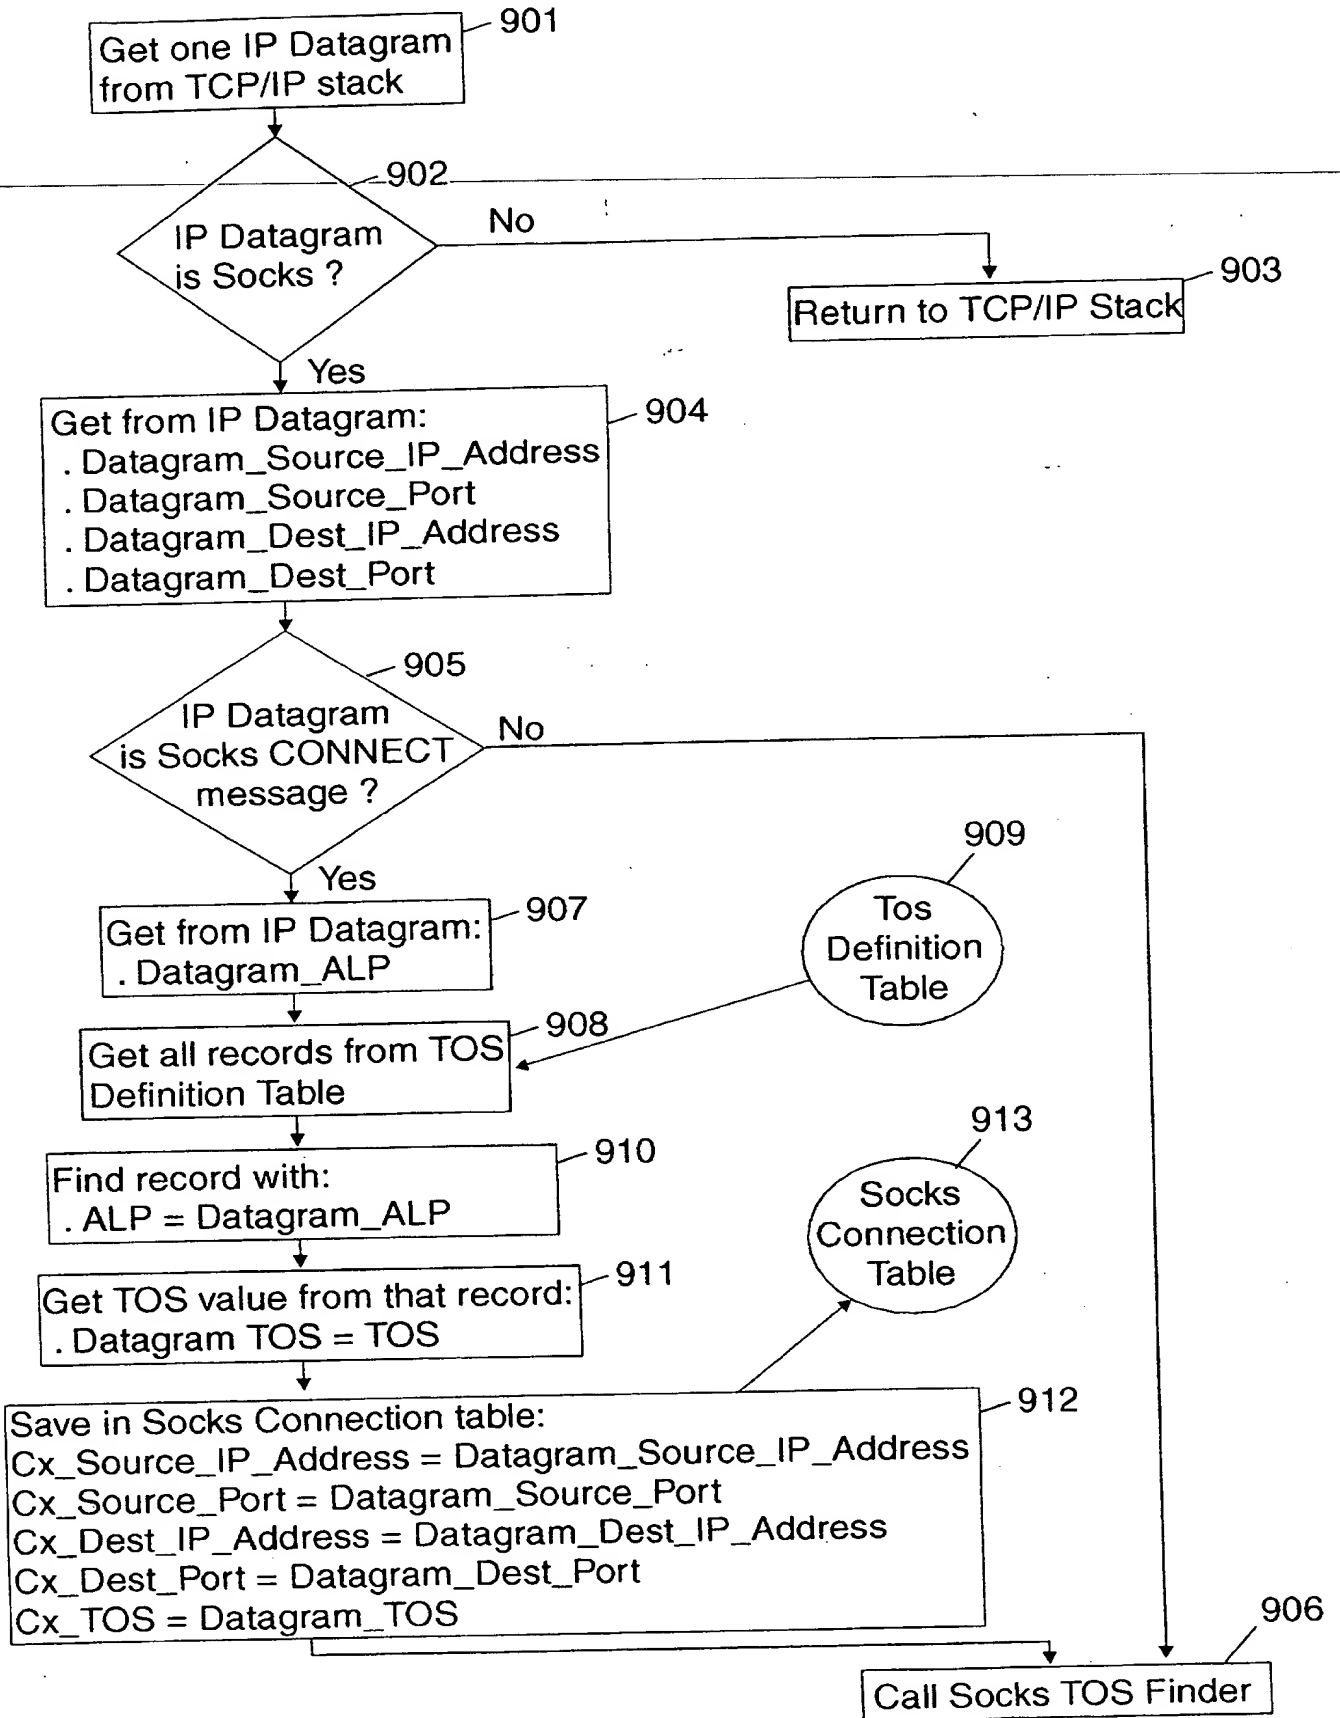 901
Get one IP Datagram
from TCP/IP stack
902
IP Datagram
is Socks ?
No
903
Return to TCP/IP Stack
Yes
904
Get from IP Datagram:
. Datagram_Source_IP_Address
. Datagram_Source_Port
. Datagram_Dest_IP_Address
. Datagram_Dest_Port
905
IP Datagram
is Socks CONNECT
message ?
No
Yes
907
Get from IP Datagram:
. Datagram_ALP
909
Tos
Definition
Table
908
Get all records from TOS
Definition Table
910
Find record with:
. ALP = Datagram_ALP
913
Socks
Connection
Table
911
Get TOS value from that record:
. Datagram TOS = TOS
912
Save in Socks Connection table:
Cx_Source_IP_Address = Datagram_Source_IP_Address
Cx_Source_Port = Datagram_Source_Port
Cx_Dest_IP_Address = Datagram_Dest_IP_Address
Cx_Dest_Port = Datagram_Dest_Port
Cx_TOS = Datagram_TOS
906
Call Socks TOS Finder